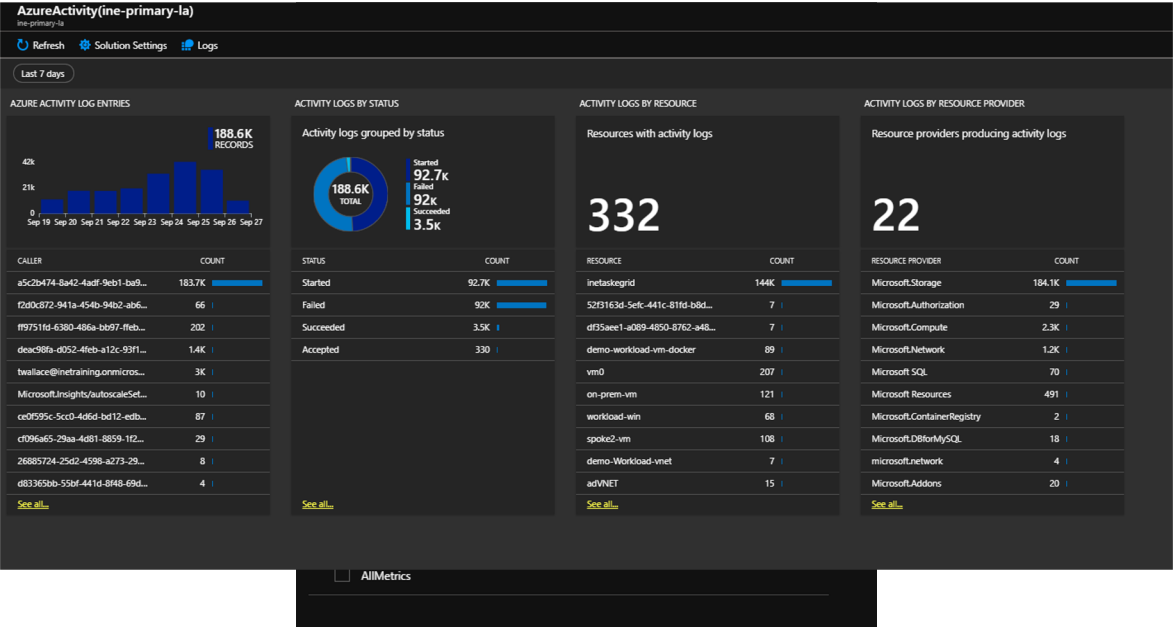 AzureActivity(ine-primary-la)
ine-primary-la
Refresh Solution Settings Logs
Last 7 days
AZURE ACTIVITY LOG ENTRIES
188.6K
RECORDS
42k
21k
0
Sep 19 Sep 20 Sep 21 Sep 22 Sep 23 Sep 24 Sep 25 Sep 26 Sep 27
CALLER COUNT
a5c2b474-8a42-4adf-9eb1-ba9... 183.7K
f2d0c872-941a-454b-94b2-ab6... 66
ff9751fd-6380-486a-bb97-ffeb... 202
deac98fa-d052-4feb-a12c-93f1... 1.4K
twallace@inetraining.onmicros... 3K
Microsoft.Insights/autoscaleSet... 10
ce0f595c-5cc0-4d6d-bd12-edb... 87
cf096a65-29aa-4d81-8859-1f2... 29
26885724-25d2-4598-a273-29... 8
d83365bb-55bf-441d-8f48-69d... 4
See all...
ACTIVITY LOGS BY STATUS
Activity logs grouped by status
188.6K
TOTAL
Started
92.7K
Failed
92K
Succeeded
3.5K
STATUS COUNT
Started 92.7K
Failed 92K
Succeeded 3.5K
Accepted 330
See all...
ACTIVITY LOGS BY RESOURCE
Resources with activity logs
332
RESOURCE COUNT
inetaskegrid 144K
52f3163d-5efc-441c-81fd-b8d... 7
df35aee1-a089-4850-8762-a48... 7
demo-workload-vm-docker 89
vm0 207
on-prem-vm 121
workload-win 68
spoke2-vm 108
demo-Workload-vnet 7
adVNET 15
See all...
ACTIVITY LOGS BY RESOURCE PROVIDER
Resource providers producing activity logs
22
RESOURCE PROVIDER COUNT
Microsoft.Storage 184.1K
Microsoft.Authorization 29
Microsoft.Compute 2.3K
Microsoft.Network 1.2K
Microsoft SQL 70
Microsoft Resources 491
Microsoft.ContainerRegistry 2
Microsoft.DBforMySQL 18
microsoft.network 4
Microsoft.Addons 20
See all...
AllMetrics